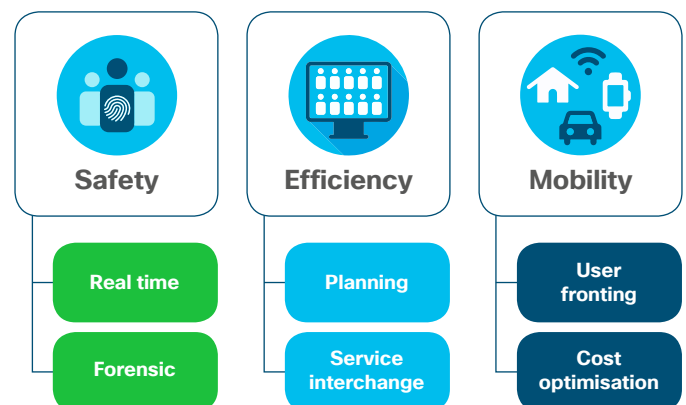 Safety
Real time
Forensic
Efficiency
Planning
Service
interchange
Mobility
User
fronting
Cost
optimisation